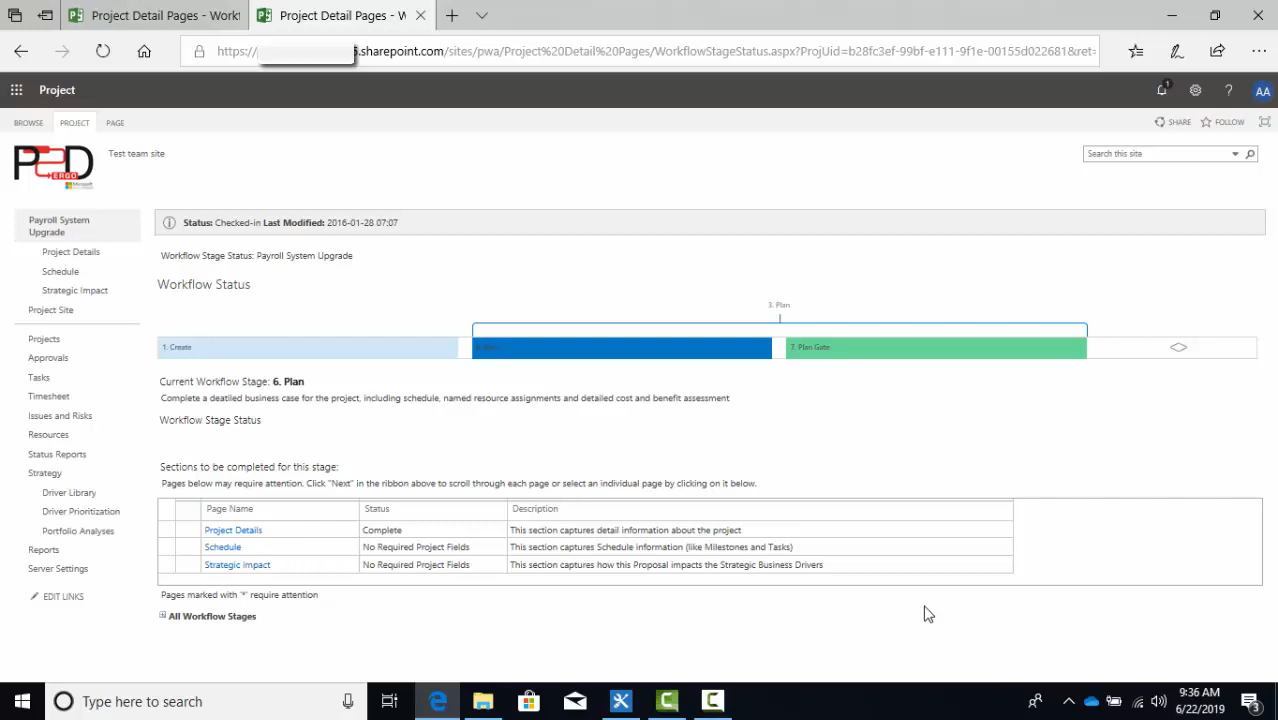 Project Detail Pages - Work
Project Detail Pages - W
https://
.sharepoint.com/sites/pwa/Project%20Detail%20Pages/WorkflowStageStatus.aspx?ProjUid=b28fc3ef-99bf-e111-9f1e-00155d022681&ret=
Project
1
AA
BROWSE
PROJECT
PAGE
SHARE
FOLLOW
P2D
ERGO
Microsoft
Test team site
Search this site
Payroll System
Upgrade
Project Details
Schedule
Strategic Impact
Project Site
Projects
Approvals
Tasks
Timesheet
Issues and Risks
Resources
Status Reports
Strategy
Driver Library
Driver Prioritization
Portfolio Analyses
Reports
Server Settings
EDIT LINKS
Status: Checked-in Last Modified: 2016-01-28 07:07
Workflow Stage Status: Payroll System Upgrade
Workflow Status
3. Plan
1. Create
6. Plan
7. Plan Gate
Current Workflow Stage: 6. Plan
Complete a deatiled business case for the project, including schedule, named resource assignments and detailed cost and benefit assessment
Workflow Stage Status
Sections to be completed for this stage:
Pages below may require attention. Click "Next" in the ribbon above to scroll through each page or select an individual page by clicking on it below.
Page Name Status Description
Project Details Complete This section captures detail information about the project
Schedule No Required Project Fields This section captures Schedule information (like Milestones and Tasks)
Strategic Impact No Required Project Fields This section captures how this Proposal impacts the Strategic Business Drivers
Pages marked with '*' require attention
All Workflow Stages
Type here to search
9:36 AM
6/22/2019
3